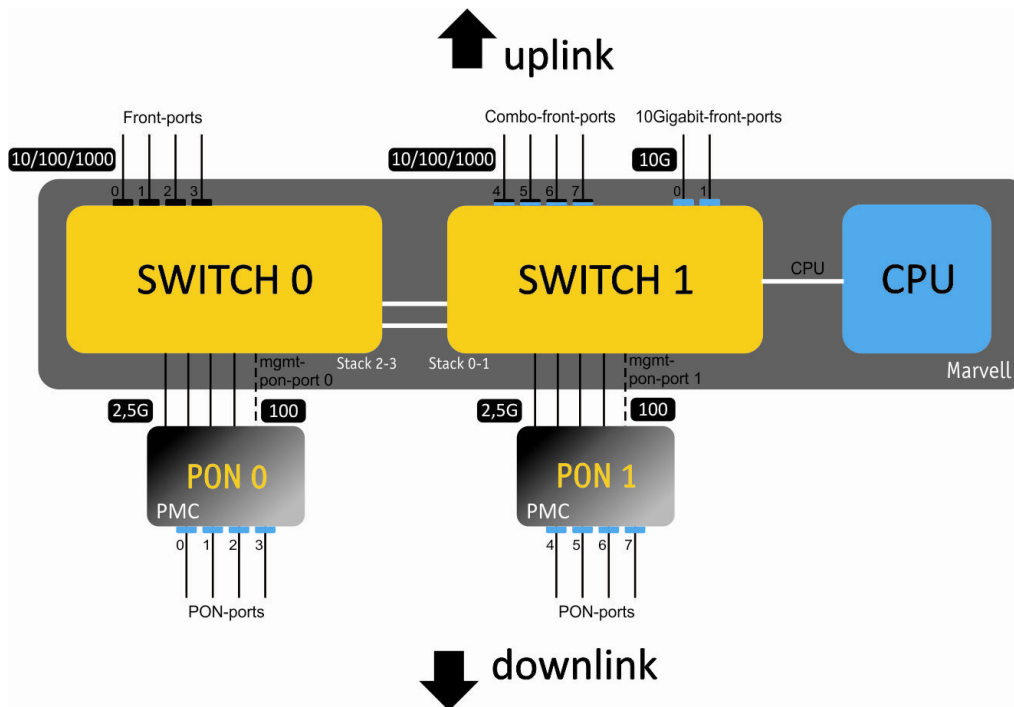 uplink
Front-ports
Combo-front-ports
10Gigabit-front-ports
10/100/1000
10/100/1000
10G
0 1 2 3
4 5 6 7
0 1
SWITCH 0
SWITCH 1
CPU
CPU
mgmt-
pon-port 0
Stack 2-3
Stack 0-1
mgmt-
pon-port 1
Marvell
2,5G
100
2,5G
100
PON 0
PMC
PON 1
PMC
0 1 2 3
4 5 6 7
PON-ports
PON-ports
downlink